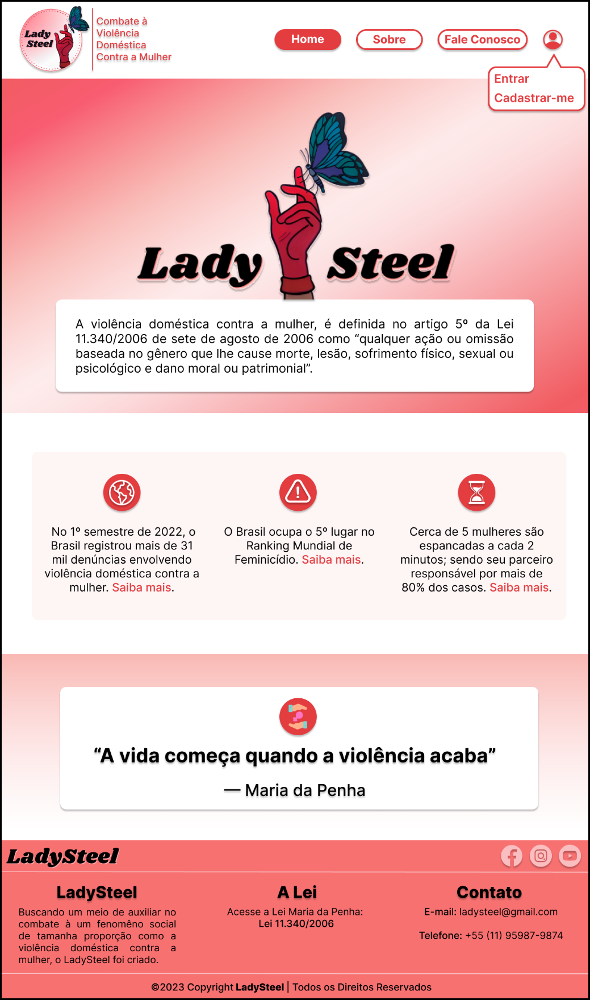 Lady
Steel
Combate à
Violência
Doméstica
Contra a Mulher
Home
Sobre
Fale Conosco
Entrar
Cadastrar-me
Lady Steel
A violência doméstica contra a mulher, é definida no artigo 5º da Lei
11.340/2006 de sete de agosto de 2006 como “qualquer ação ou omissão
baseada no gênero que lhe cause morte, lesão, sofrimento físico, sexual ou
psicológico e dano moral ou patrimonial”.
No 1º semestre de 2022, o
Brasil registrou mais de 31
mil denúncias envolvendo
violência doméstica contra a
mulher. Saiba mais.
O Brasil ocupa o 5º lugar no
Ranking Mundial de
Feminicídio. Saiba mais.
Cerca de 5 mulheres são
espancadas a cada 2
minutos; sendo seu parceiro
responsável por mais de
80% dos casos. Saiba mais.
“A vida começa quando a violência acaba”
— Maria da Penha
LadySteel
LadySteel
Buscando um meio de auxiliar no
combate à um fenomêno social
de tamanha proporção como a
violência doméstica contra a
mulher, o LadySteel foi criado.
A Lei
Acesse a Lei Maria da Penha:
Lei 11.340/2006
Contato
E-mail: ladysteel@gmail.com
Telefone: +55 (11) 95987-9874
©2023 Copyright LadySteel | Todos os Direitos Reservados